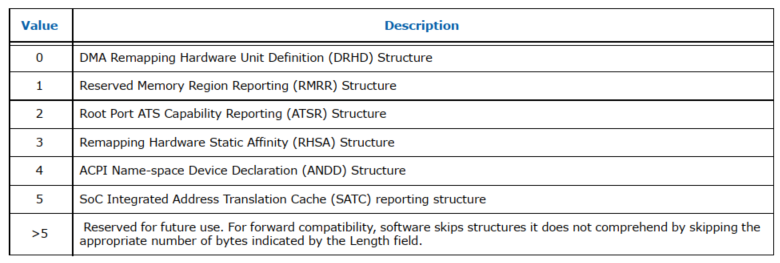 Value Description
0 DMA Remapping Hardware Unit Definition (DRHD) Structure
1 Reserved Memory Region Reporting (RMRR) Structure
2 Root Port ATS Capability Reporting (ATSR) Structure
3 Remapping Hardware Static Affinity (RHSA) Structure
4 ACPI Name-space Device Declaration (ANDD) Structure
5 SoC Integrated Address Translation Cache (SATC) reporting structure
>5 Reserved for future use. For forward compatibility, software skips structures it does not comprehend by skipping the
appropriate number of bytes indicated by the Length field.